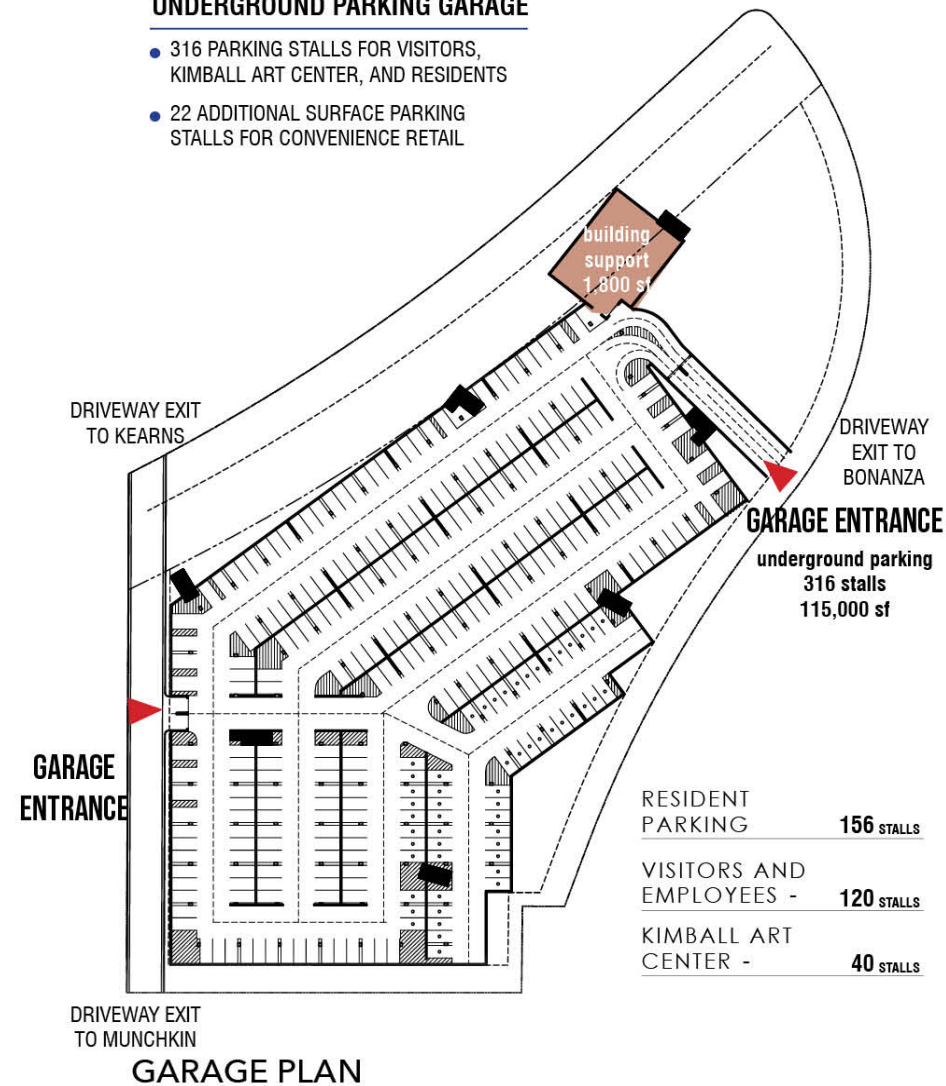 UNDERGROUND PARKING GARAGE
316 PARKING STALLS FOR VISITORS,
KIMBALL ART CENTER, AND RESIDENTS
22 ADDITIONAL SURFACE PARKING
STALLS FOR CONVENIENCE RETAIL
building
support
1,800 sf
DRIVEWAY EXIT
TO KEARNS
DRIVEWAY
EXIT TO
BONANZA
GARAGE ENTRANCE
underground parking
316 stalls
115,000 sf
GARAGE
ENTRANCE
RESIDENT
PARKING 156 STALLS
VISITORS AND
EMPLOYEES - 120 STALLS
KIMBALL ART
CENTER - 40 STALLS
DRIVEWAY EXIT
TO MUNCHKIN
GARAGE PLAN